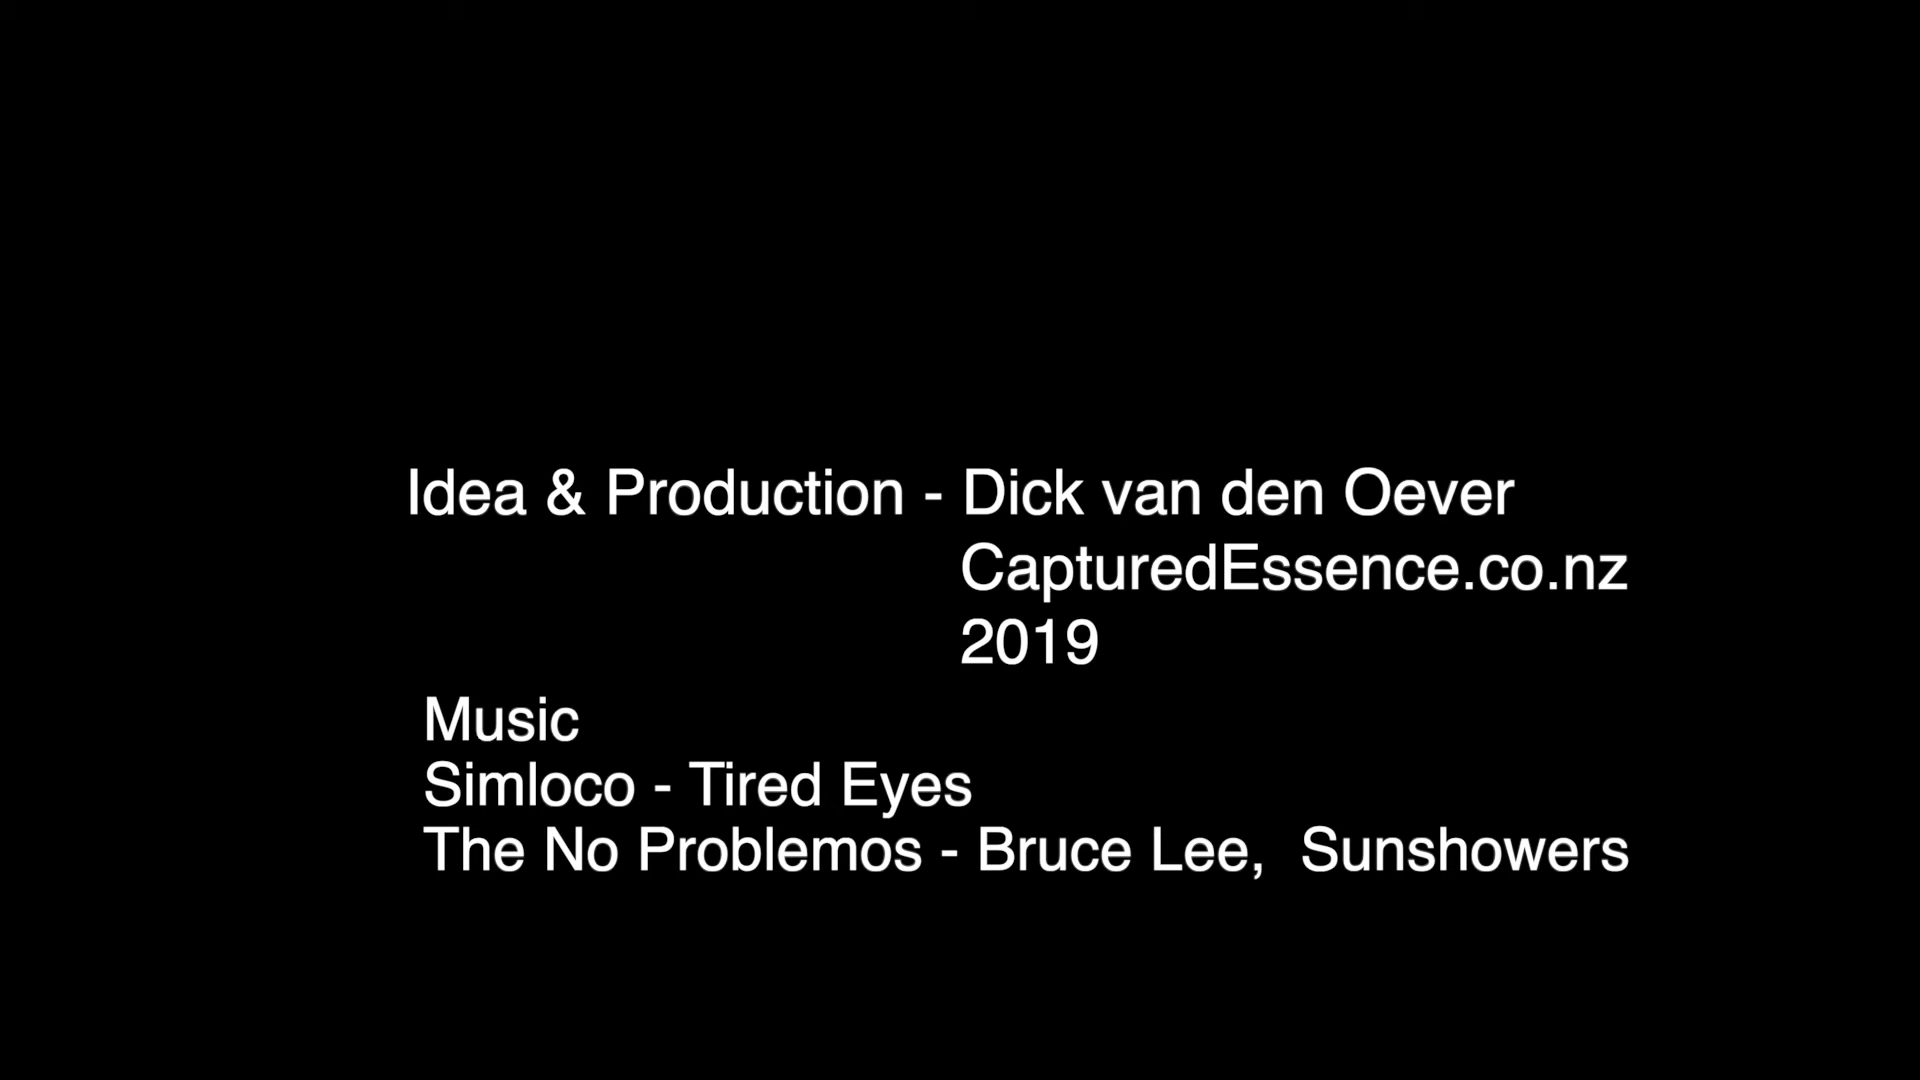 Idea & Production - Dick van den Oever
CapturedEssence.co.nz
2019
Music
Simloco - Tired Eyes
The No Problemos - Bruce Lee,  Sunshowers